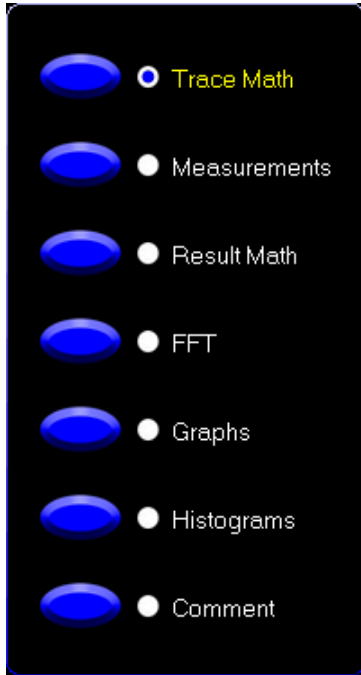 Trace Math
Measurements
Result Math
FFT
Graphs
Histograms
Comment